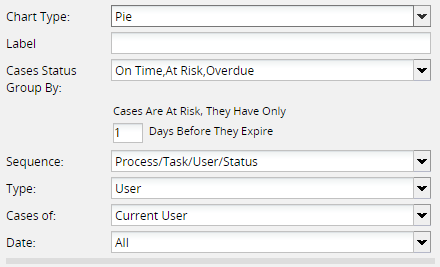 Chart Type: Pie
Label
Cases Status Group By: On Time,At Risk,Overdue
Cases Are At Risk, They Have Only
1 Days Before They Expire
Sequence: Process/Task/User/Status
Type: User
Cases of: Current User
Date: All